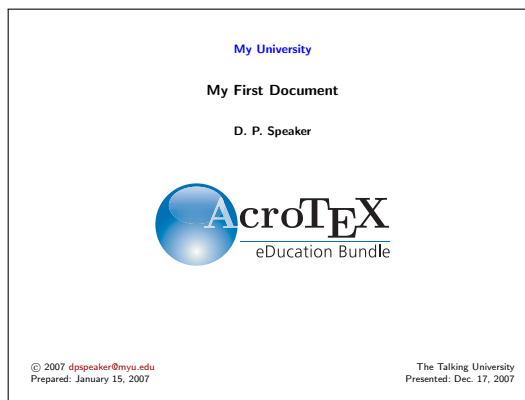 My University
My First Document
D. P. Speaker
AcroTEX
eDucation Bundle
© 2007 dpspeaker@myu.edu
Prepared: January 15, 2007
The Talking University
Presented: Dec. 17, 2007